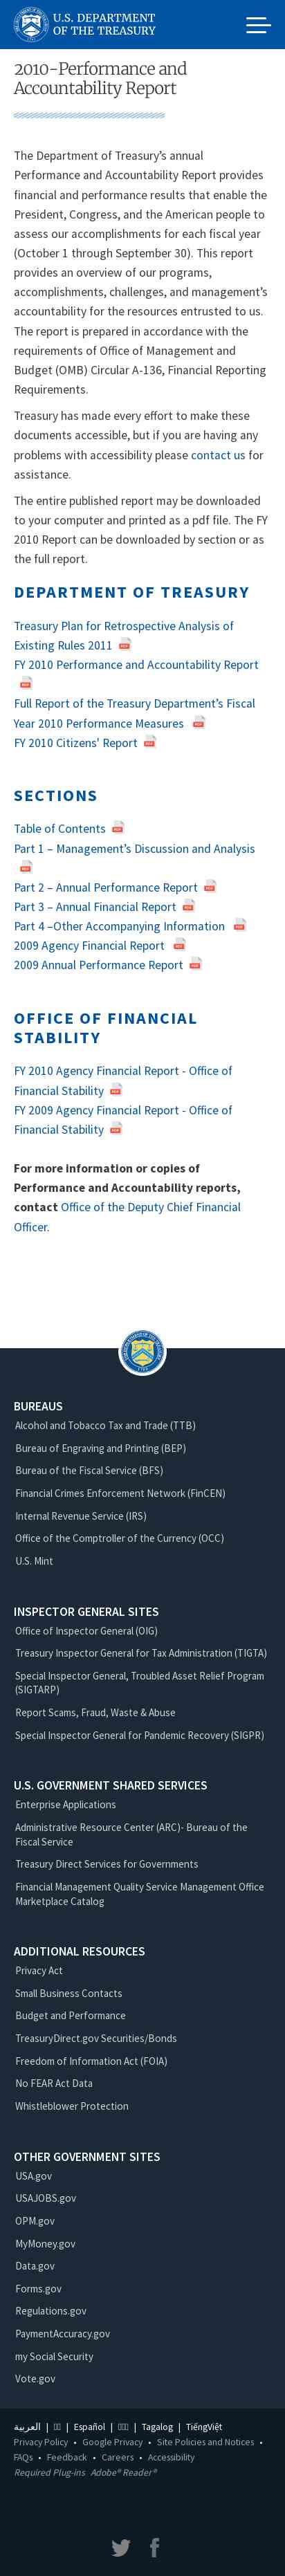 U.S. DEPARTMENT
OF THE TREASURY
2010-Performance and
Accountability Report
The Department of Treasury’s annual
Performance and Accountability Report provides
financial and performance results that enable the
President, Congress, and the American people to
assess our accomplishments for each fiscal year
(October 1 through September 30). This report
provides an overview of our programs,
accomplishments, challenges, and management’s
accountability for the resources entrusted to us.
The report is prepared in accordance with the
requirements of Office of Management and
Budget (OMB) Circular A-136, Financial Reporting
Requirements.
Treasury has made every effort to make these
documents accessible, but if you are having any
problems with accessibility please contact us for
assistance.
The entire published report may be downloaded
to your computer and printed as a pdf file. The FY
2010 Report can be downloaded by section or as
the full report.
DEPARTMENT OF TREASURY
Treasury Plan for Retrospective Analysis of
Existing Rules 2011
FY 2010 Performance and Accountability Report
Full Report of the Treasury Department’s Fiscal
Year 2010 Performance Measures
FY 2010 Citizens' Report
SECTIONS
Table of Contents
Part 1 – Management’s Discussion and Analysis
Part 2 – Annual Performance Report
Part 3 – Annual Financial Report
Part 4 –Other Accompanying Information
2009 Agency Financial Report
2009 Annual Performance Report
OFFICE OF FINANCIAL
STABILITY
FY 2010 Agency Financial Report - Office of
Financial Stability
FY 2009 Agency Financial Report - Office of
Financial Stability
For more information or copies of
Performance and Accountability reports,
contact Office of the Deputy Chief Financial
Officer.
BUREAUS
Alcohol and Tobacco Tax and Trade (TTB)
Bureau of Engraving and Printing (BEP)
Bureau of the Fiscal Service (BFS)
Financial Crimes Enforcement Network (FinCEN)
Internal Revenue Service (IRS)
Office of the Comptroller of the Currency (OCC)
U.S. Mint
INSPECTOR GENERAL SITES
Office of Inspector General (OIG)
Treasury Inspector General for Tax Administration (TIGTA)
Special Inspector General, Troubled Asset Relief Program
(SIGTARP)
Report Scams, Fraud, Waste & Abuse
Special Inspector General for Pandemic Recovery (SIGPR)
U.S. GOVERNMENT SHARED SERVICES
Enterprise Applications
Administrative Resource Center (ARC)- Bureau of the
Fiscal Service
Treasury Direct Services for Governments
Financial Management Quality Service Management Office
Marketplace Catalog
ADDITIONAL RESOURCES
Privacy Act
Small Business Contacts
Budget and Performance
TreasuryDirect.gov Securities/Bonds
Freedom of Information Act (FOIA)
No FEAR Act Data
Whistleblower Protection
OTHER GOVERNMENT SITES
USA.gov
USAJOBS.gov
OPM.gov
MyMoney.gov
Data.gov
Forms.gov
Regulations.gov
PaymentAccuracy.gov
my Social Security
Vote.gov
العربية | | Español | | Tagalog | TiếngViệt
Privacy Policy • Google Privacy • Site Policies and Notices •
FAQs • Feedback • Careers • Accessibility
Required Plug-ins Adobe® Reader®